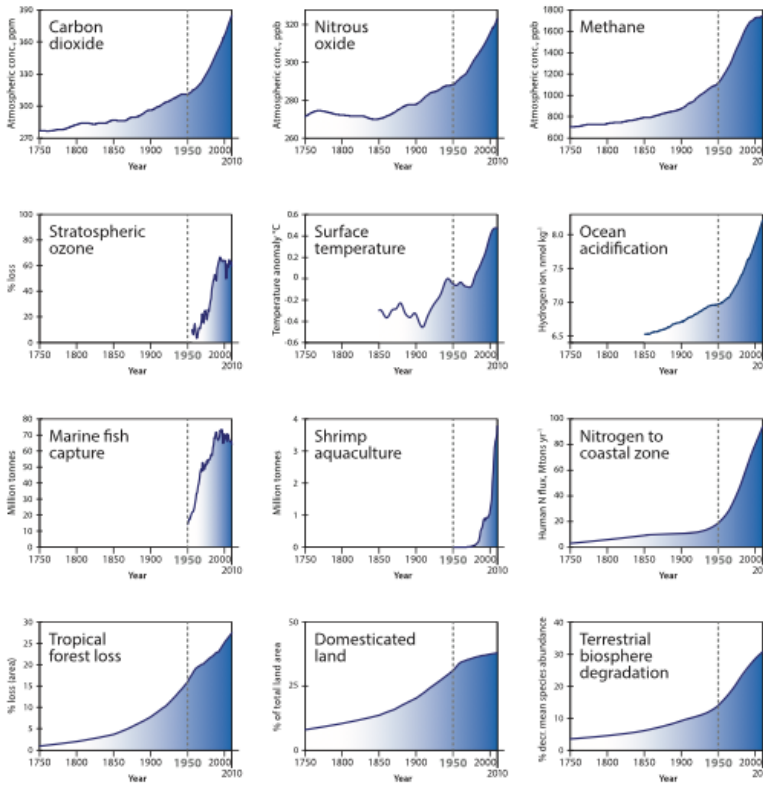 Carbon
dioxide
Atmospheric conc., ppm
390
360
330
300
270
1750 1800 1850 1900 1950 2000
2010
Year
Nitrous
oxide
Atmospheric conc., ppb
320
300
280
260
1750 1800 1850 1900 1950 2000
2010
Year
Methane
Atmospheric conc., ppb
1800
1600
1400
1200
1000
800
600
1750 1800 1850 1900 1950 2000
20
Year
Stratospheric
ozone
% loss
100
80
60
40
20
0
1750 1800 1850 1900 1950 2000
2010
Year
Surface
temperature
Temperature anomaly °C
0.6
0.4
0.2
0
-0.2
-0.4
-0.6
1750 1800 1850 1900 1950 2000
2010
Year
Ocean
acidification
Hydrogen ion, nmol kg⁻¹
8.0
7.5
7.0
6.5
1750 1800 1850 1900 1950 2000
20
Year
Marine fish
capture
Million tonnes
80
70
60
50
40
30
20
10
0
1750 1800 1850 1900 1950 2000
2010
Year
Shrimp
aquaculture
Million tonnes
4
3
2
1
0
1750 1800 1850 1900 1950 2000
2010
Year
Nitrogen to
coastal zone
Human N flux, Mtons yr⁻¹
100
80
60
40
20
0
1750 1800 1850 1900 1950 2000
20
Year
Tropical
forest loss
% loss (area)
30
25
20
15
10
5
0
1750 1800 1850 1900 1950 2000
2010
Year
Domesticated
land
% of total land area
50
25
0
1750 1800 1850 1900 1950 2000
2010
Year
Terrestrial
biosphere
degradation
% decr. mean species abundance
40
30
20
10
0
1750 1800 1850 1900 1950 2000
20
Year